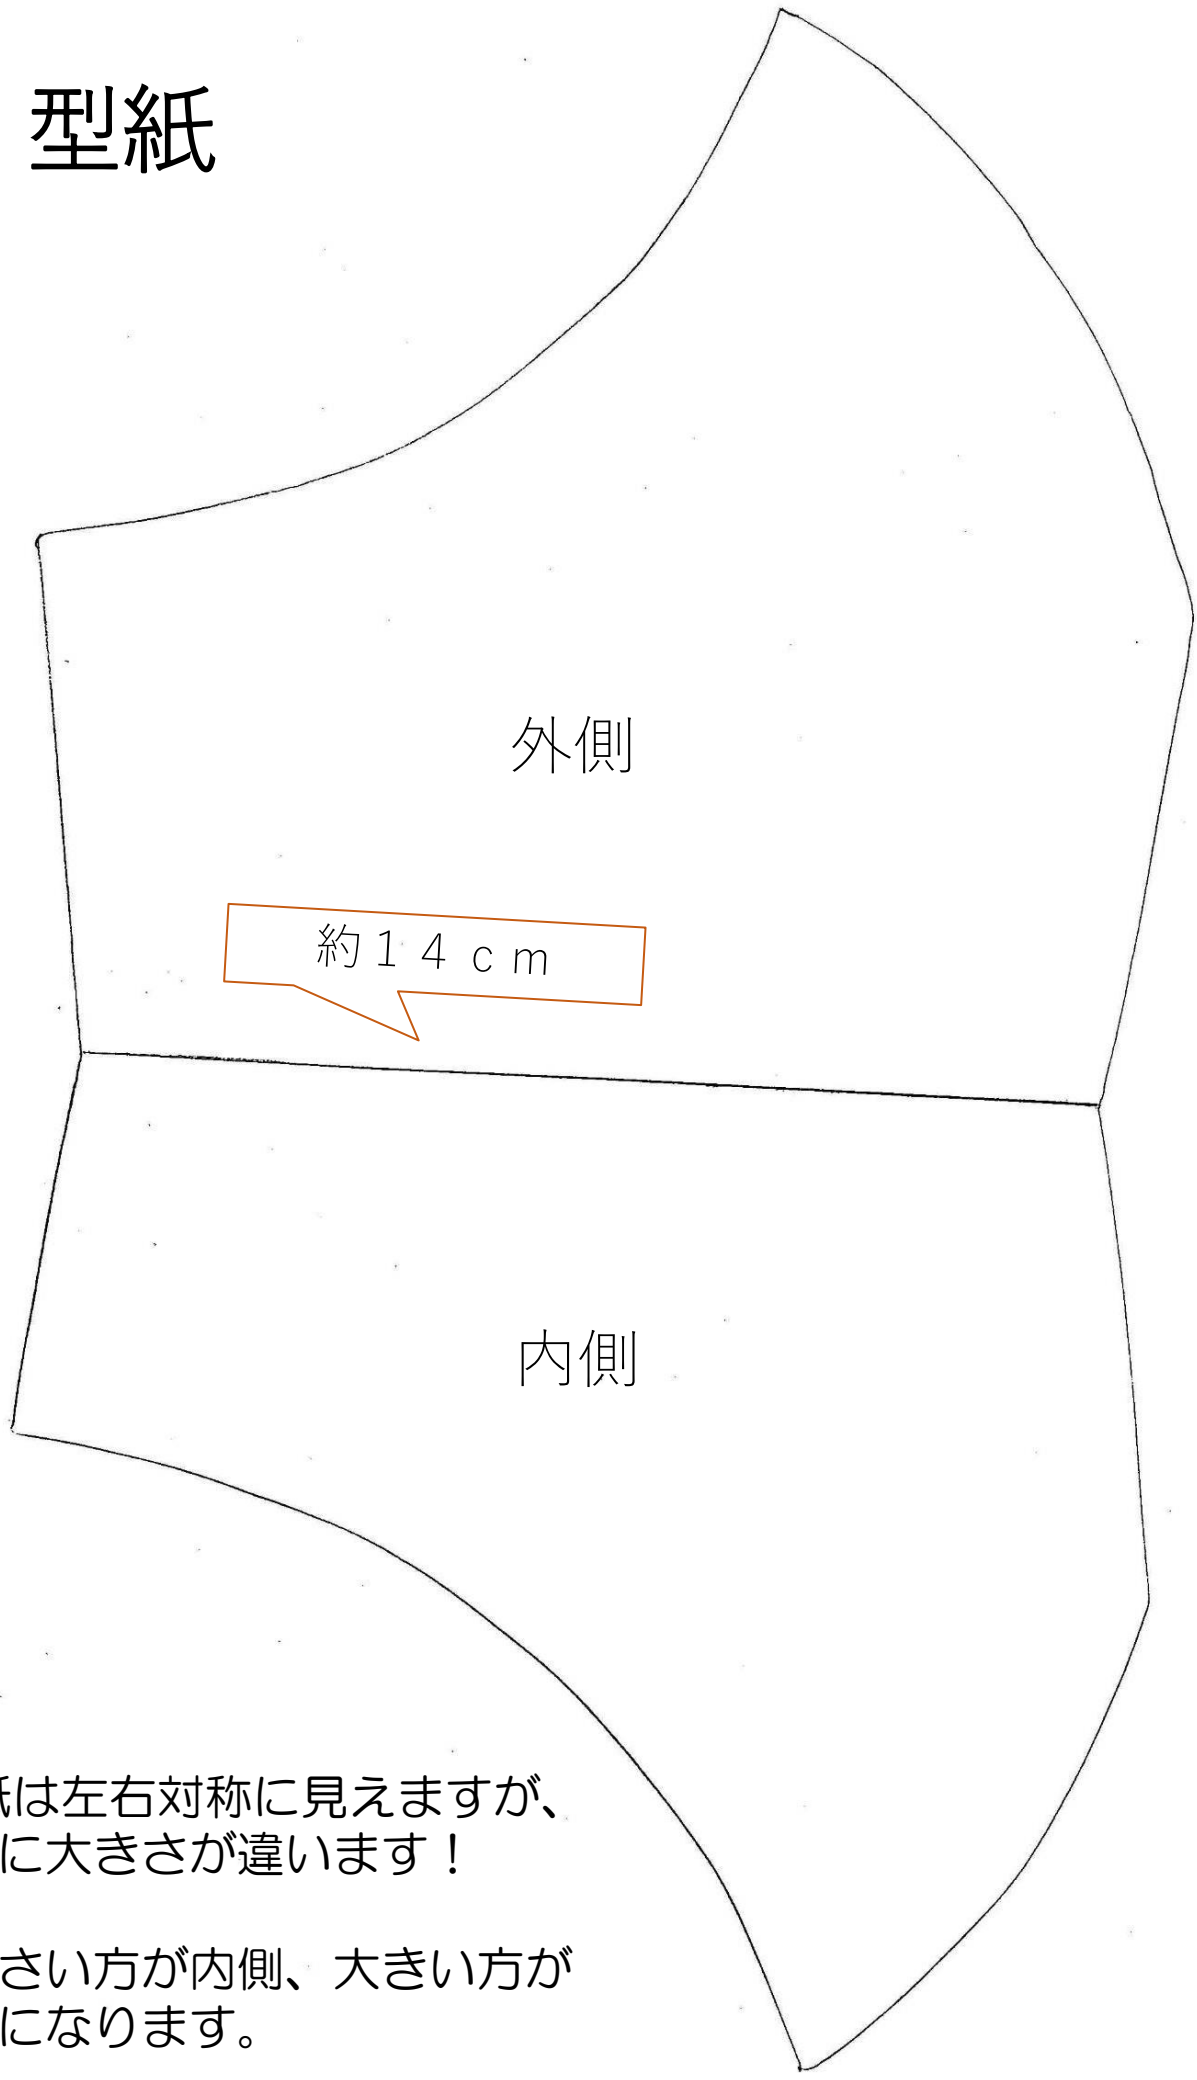 型紙
外側
約１４ｃｍ
内側
は左右対称に見えますが、
に大きさが違います！
さい方が内側、大きい方が
になります。